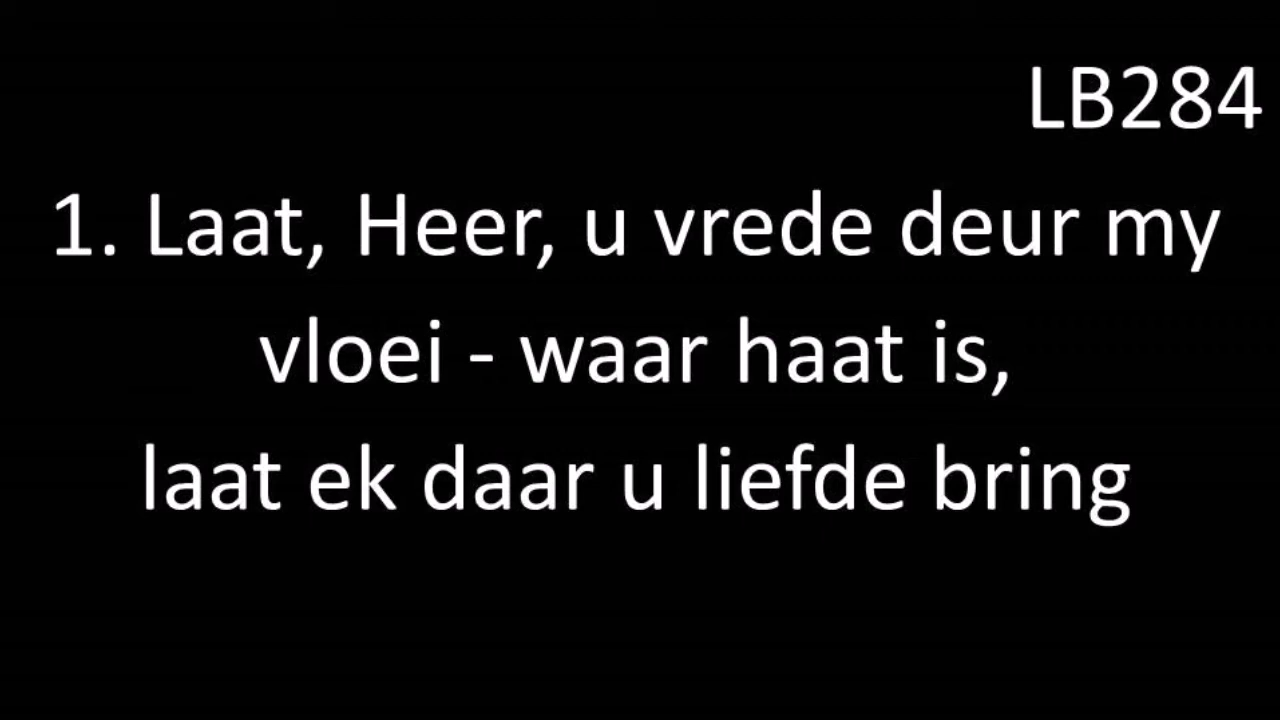 LB284
1. Laat, Heer, u vrede deur my
vloei - waar haat is,
laat ek daar u liefde bring